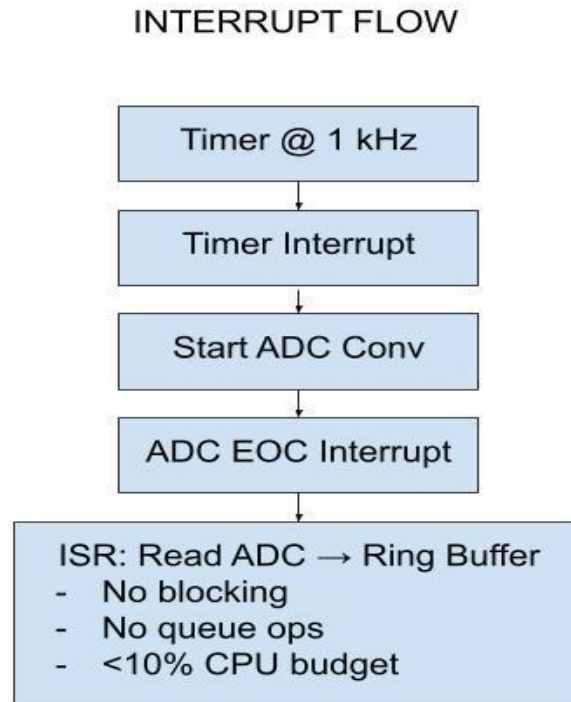 INTERRUPT FLOW
Timer @ 1 kHz
Timer Interrupt
Start ADC Conv
ADC EOC Interrupt
ISR: Read ADC → Ring Buffer
- No blocking
- No queue ops
- <10% CPU budget